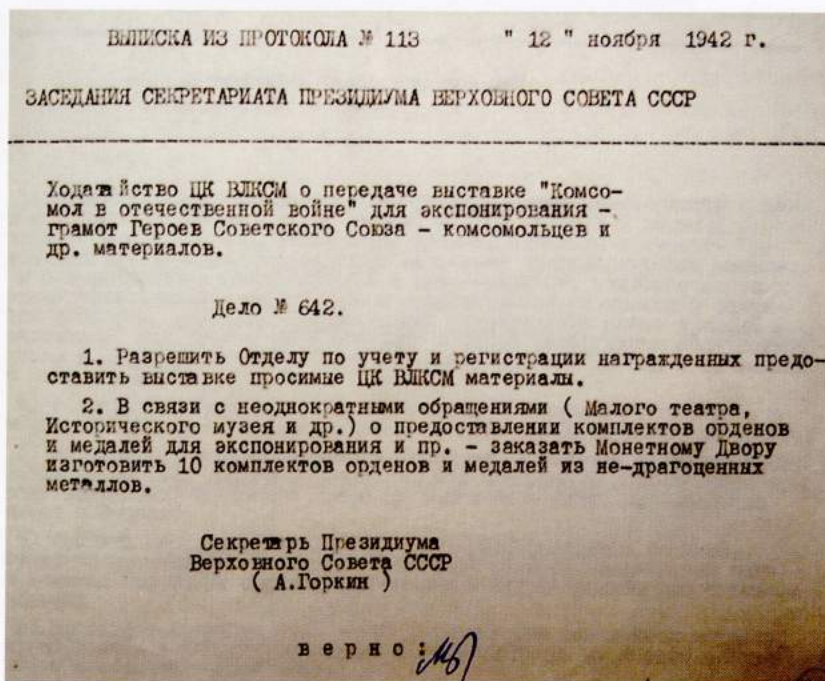 ВЫПИСКА ИЗ ПРОТОКОЛА № 113 " 12 " ноября 1942 г.
ЗАСЕДАНИЯ СЕКРЕТАРИАТА ПРЕЗИДИУМА ВЕРХОВНОГО СОВЕТА СССР
Ходатайство ЦК ВЛКСМ о передаче выставке "Комсо-
мол в отечественной войне" для экспонирования -
грамот Героев Советского Союза - комсомольцев и
др. материалов.
Дело № 642.
1. Разрешить Отделу по учету и регистрации награжденных предо-
ставить выставке просимые ЦК ВЛКСМ материалы.
2. В связи с неоднократными обращениями ( Малого театра,
Исторического музея и др.) о предоставлении комплектов орденов
и медалей для экспонирования и пр. - заказать Монетному Двору
изготовить 10 комплектов орденов и медалей из не-драгоценных
металлов.
Секретарь Президиума
Верховного Совета СССР
( А.Горкин )
верно: